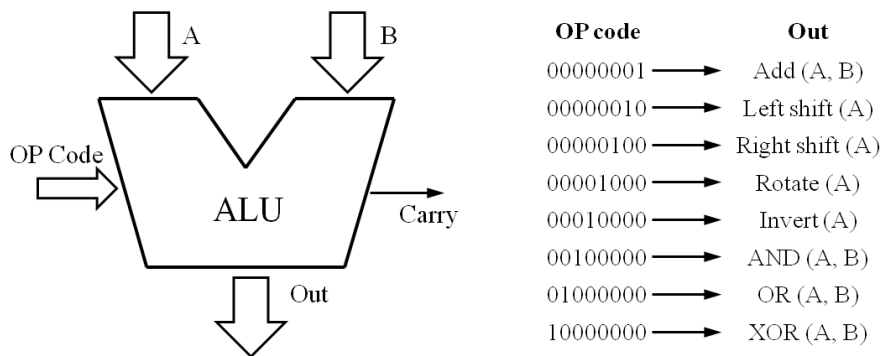 A
B
OP Code
ALU
Carry
Out
OP code Out
00000001 Add (A, B)
00000010 Left shift (A)
00000100 Right shift (A)
00001000 Rotate (A)
00010000 Invert (A)
00100000 AND (A, B)
01000000 OR (A, B)
10000000 XOR (A, B)